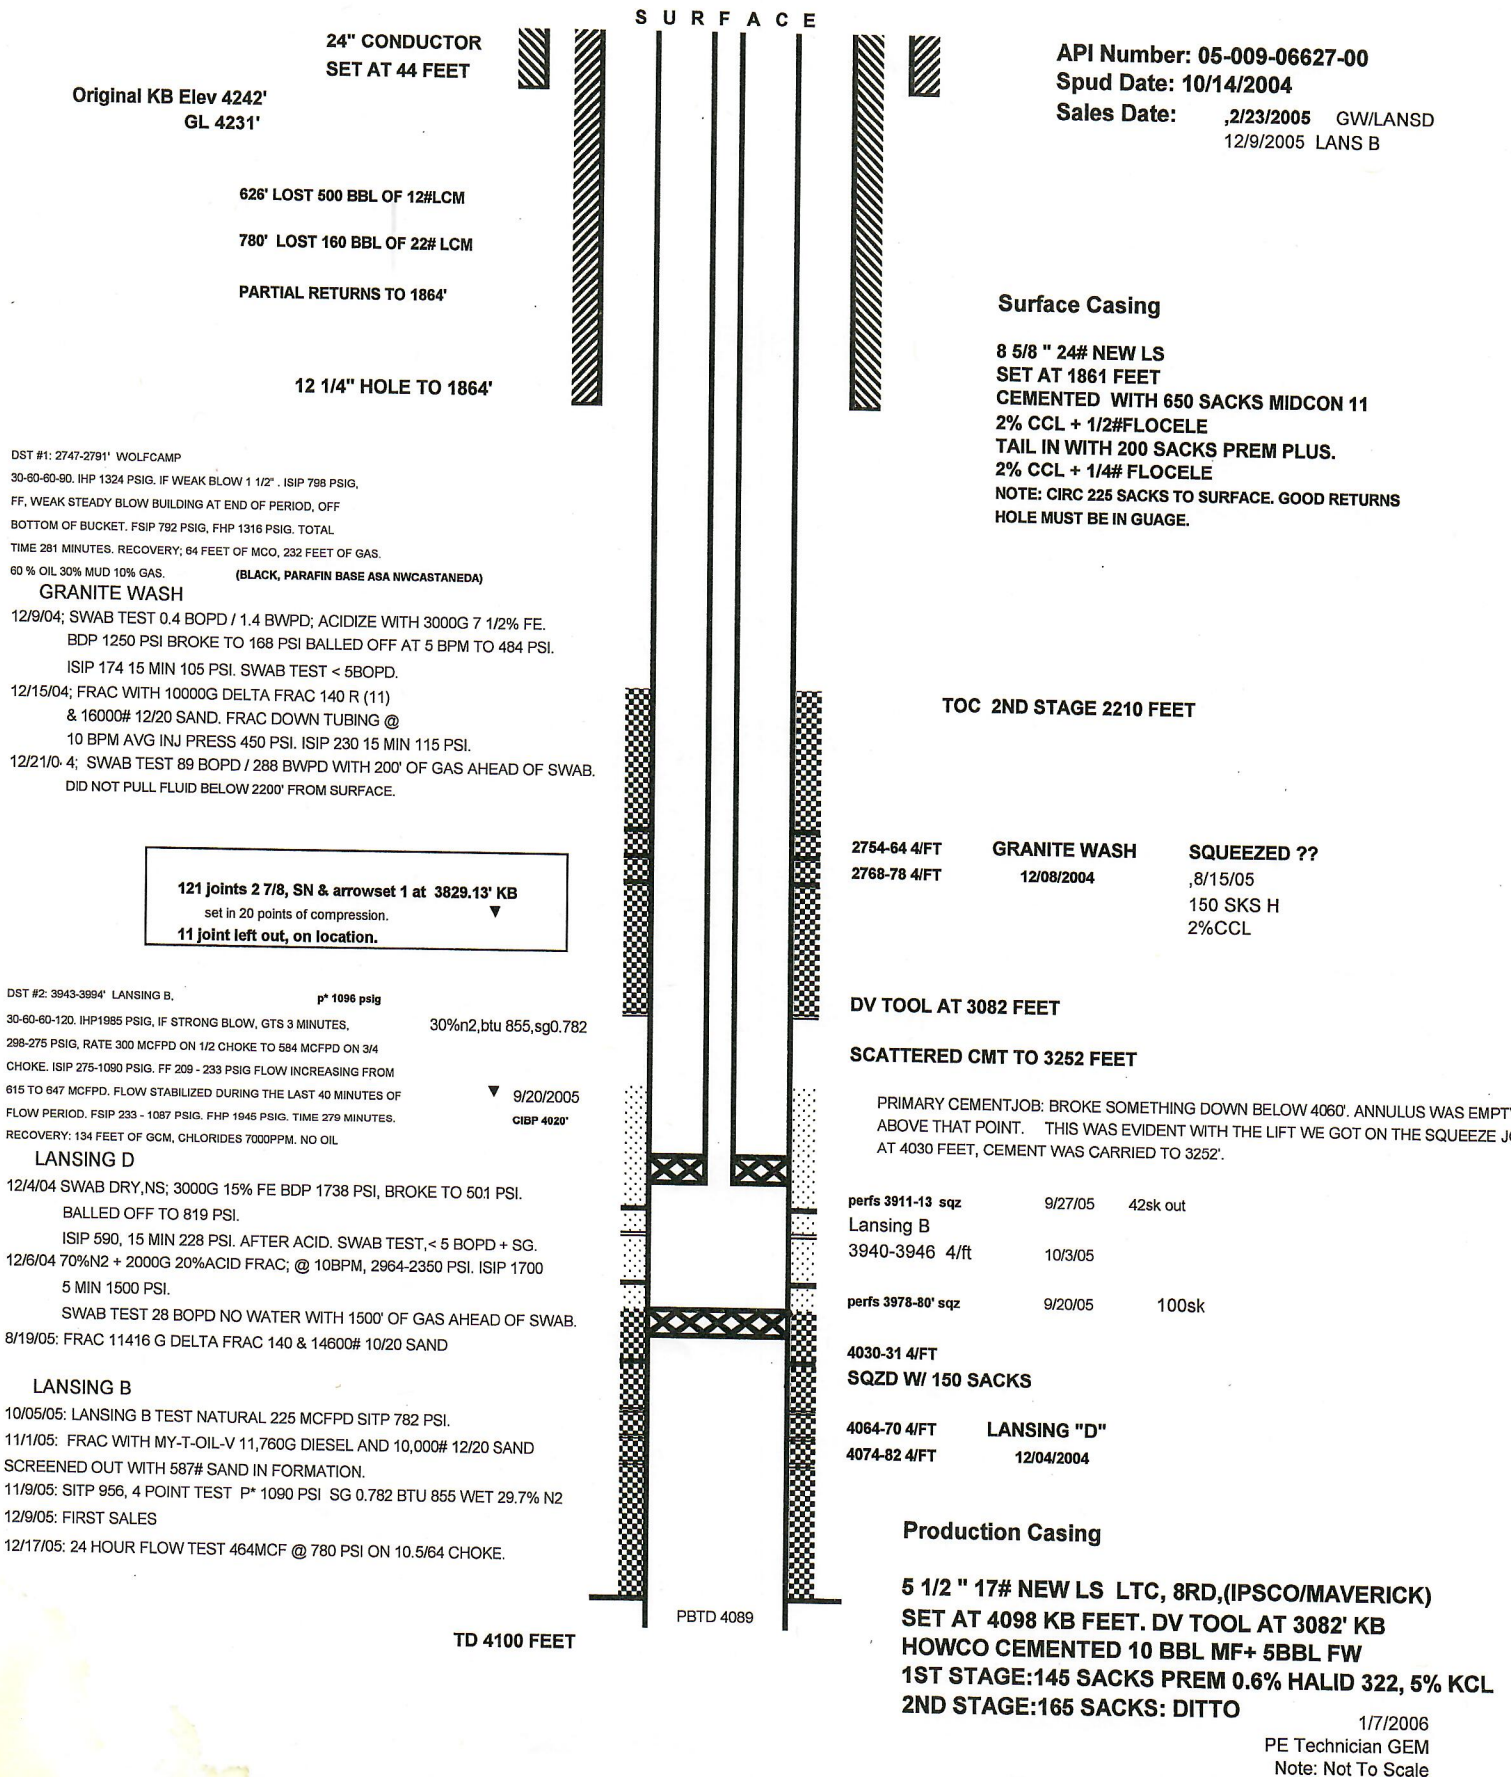 S U R F A C E
24" CONDUCTOR
SET AT 44 FEET
Original KB Elev 4242'
GL 4231'
API Number: 05-009-06627-00
Spud Date: 10/14/2004
Sales Date: ,2/23/2005 GW/LANSD
12/9/2005 LANS B
626' LOST 500 BBL OF 12#LCM
780' LOST 160 BBL OF 22# LCM
PARTIAL RETURNS TO 1864'
12 1/4" HOLE TO 1864'
Surface Casing
8 5/8 " 24# NEW LS
SET AT 1861 FEET
CEMENTED WITH 650 SACKS MIDCON 11
2% CCL + 1/2#FLOCELE
TAIL IN WITH 200 SACKS PREM PLUS.
2% CCL + 1/4# FLOCELE
NOTE: CIRC 225 SACKS TO SURFACE. GOOD RETURNS
HOLE MUST BE IN GUAGE.
DST #1: 2747-2791' WOLFCAMP
30-60-60-90. IHP 1324 PSIG. IF WEAK BLOW 1 1/2" . ISIP 798 PSIG,
FF, WEAK STEADY BLOW BUILDING AT END OF PERIOD, OFF
BOTTOM OF BUCKET. FSIP 792 PSIG, FHP 1316 PSIG. TOTAL
TIME 281 MINUTES. RECOVERY; 64 FEET OF MCO, 232 FEET OF GAS.
60 % OIL 30% MUD 10% GAS. (BLACK, PARAFIN BASE ASA NWCASTANEDA)
GRANITE WASH
12/9/04; SWAB TEST 0.4 BOPD / 1.4 BWPD; ACIDIZE WITH 3000G 7 1/2% FE.
BDP 1250 PSI BROKE TO 168 PSI BALLED OFF AT 5 BPM TO 484 PSI.
ISIP 174 15 MIN 105 PSI. SWAB TEST < 5BOPD.
12/15/04; FRAC WITH 10000G DELTA FRAC 140 R (11)
& 16000# 12/20 SAND. FRAC DOWN TUBING @
10 BPM AVG INJ PRESS 450 PSI. ISIP 230 15 MIN 115 PSI.
12/21/0 4; SWAB TEST 89 BOPD / 288 BWPD WITH 200' OF GAS AHEAD OF SWAB.
DID NOT PULL FLUID BELOW 2200' FROM SURFACE.
TOC 2ND STAGE 2210 FEET
2754-64 4/FT GRANITE WASH SQUEEZED ??
2768-78 4/FT 12/08/2004 ,8/15/05
150 SKS H
2%CCL
121 joints 2 7/8, SN & arrowset 1 at 3829.13' KB
set in 20 points of compression. ▼
11 joint left out, on location.
DV TOOL AT 3082 FEET
SCATTERED CMT TO 3252 FEET
DST #2: 3943-3994' LANSING B, p* 1096 psig
30-60-60-120. IHP1985 PSIG, IF STRONG BLOW, GTS 3 MINUTES, 30%n2,btu 855,sg0.782
298-275 PSIG, RATE 300 MCFPD ON 1/2 CHOKE TO 584 MCFPD ON 3/4
CHOKE. ISIP 275-1090 PSIG. FF 209 - 233 PSIG FLOW INCREASING FROM
615 TO 647 MCFPD. FLOW STABILIZED DURING THE LAST 40 MINUTES OF ▼ 9/20/2005
FLOW PERIOD. FSIP 233 - 1087 PSIG. FHP 1945 PSIG. TIME 279 MINUTES. CIBP 4020'
RECOVERY: 134 FEET OF GCM, CHLORIDES 7000PPM. NO OIL
PRIMARY CEMENTJOB: BROKE SOMETHING DOWN BELOW 4060'. ANNULUS WAS EMPT
ABOVE THAT POINT. THIS WAS EVIDENT WITH THE LIFT WE GOT ON THE SQUEEZE J
AT 4030 FEET, CEMENT WAS CARRIED TO 3252'.
LANSING D
12/4/04 SWAB DRY,NS; 3000G 15% FE BDP 1738 PSI, BROKE TO 501 PSI.
BALLED OFF TO 819 PSI.
ISIP 590, 15 MIN 228 PSI. AFTER ACID. SWAB TEST,< 5 BOPD + SG.
12/6/04 70%N2 + 2000G 20%ACID FRAC; @ 10BPM, 2964-2350 PSI. ISIP 1700
5 MIN 1500 PSI.
SWAB TEST 28 BOPD NO WATER WITH 1500' OF GAS AHEAD OF SWAB.
8/19/05: FRAC 11416 G DELTA FRAC 140 & 14600# 10/20 SAND
perfs 3911-13 sqz 9/27/05 42sk out
Lansing B
3940-3946 4/ft 10/3/05
perfs 3978-80' sqz 9/20/05 100sk
4030-31 4/FT
SQZD W/ 150 SACKS
4064-70 4/FT LANSING "D"
4074-82 4/FT 12/04/2004
LANSING B
10/05/05: LANSING B TEST NATURAL 225 MCFPD SITP 782 PSI.
11/1/05: FRAC WITH MY-T-OIL-V 11,760G DIESEL AND 10,000# 12/20 SAND
SCREENED OUT WITH 587# SAND IN FORMATION.
11/9/05: SITP 956, 4 POINT TEST P* 1090 PSI SG 0.782 BTU 855 WET 29.7% N2
12/9/05: FIRST SALES
12/17/05: 24 HOUR FLOW TEST 464MCF @ 780 PSI ON 10.5/64 CHOKE.
PBTD 4089
TD 4100 FEET
Production Casing
5 1/2 " 17# NEW LS LTC, 8RD,(IPSCO/MAVERICK)
SET AT 4098 KB FEET. DV TOOL AT 3082' KB
HOWCO CEMENTED 10 BBL MF+ 5BBL FW
1ST STAGE:145 SACKS PREM 0.6% HALID 322, 5% KCL
2ND STAGE:165 SACKS: DITTO
1/7/2006
PE Technician GEM
Note: Not To Scale